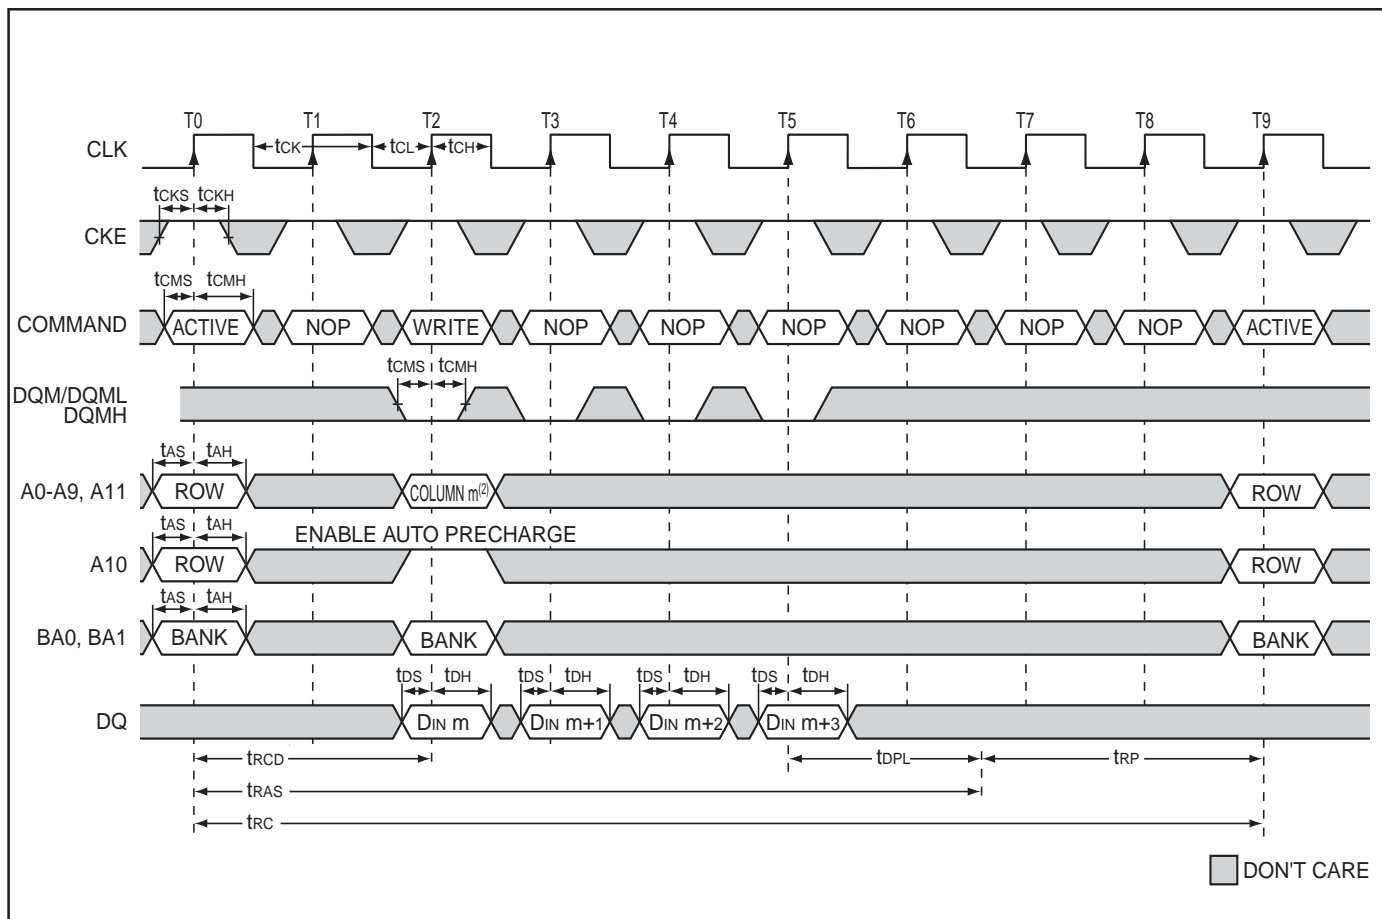 T0 T1 T2 T3 T4 T5 T6 T7 T8 T9
CLK tCK tCL tCH
tCKS tCKH
CKE
tCMS tCMH
COMMAND ACTIVE NOP WRITE NOP NOP NOP NOP NOP NOP ACTIVE
tCMS tCMH
DQM/DQML
DQMH
tAS tAH
A0-A9, A11 ROW COLUMN m(2) ROW
tAS tAH ENABLE AUTO PRECHARGE
A10 ROW ROW
tAS tAH
BA0, BA1 BANK BANK BANK
tDS tDH tDS tDH tDS tDH tDS tDH
DQ DIN m DIN m+1 DIN m+2 DIN m+3
tRCD tDPL tRP
tRAS
tRC
DON'T CARE